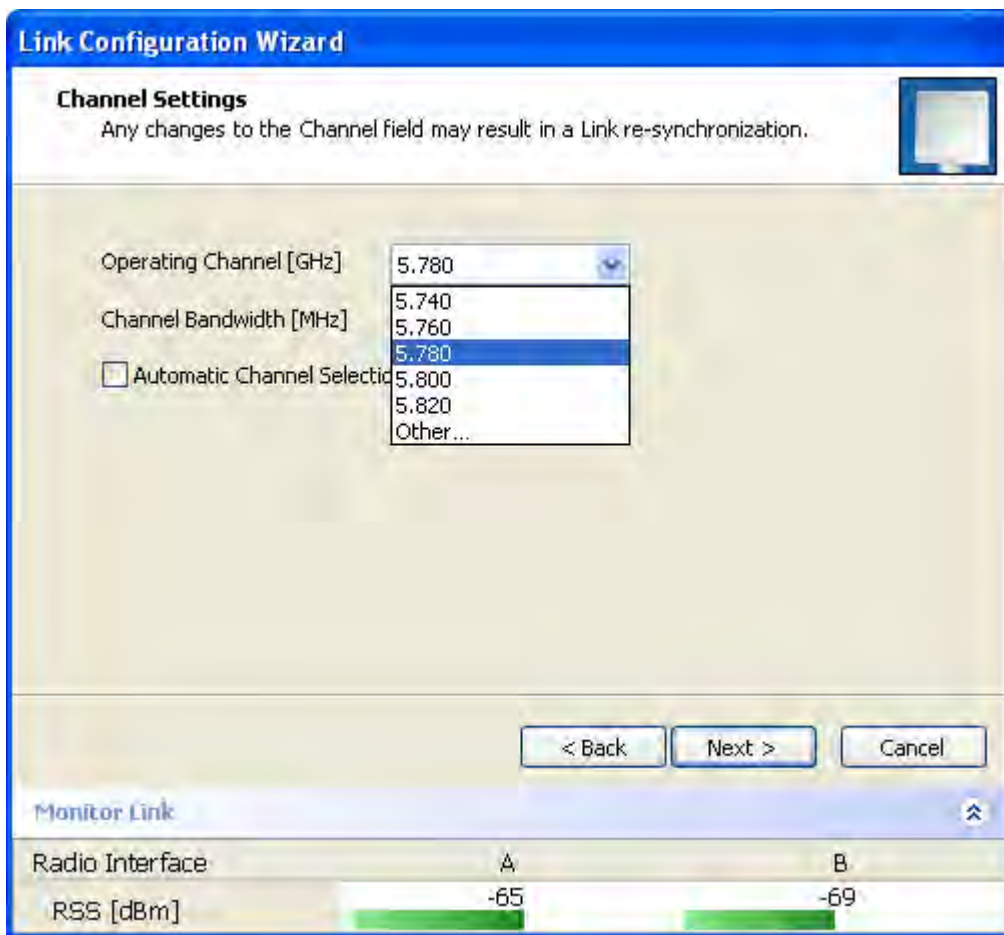 Link Configuration Wizard
Channel Settings
Any changes to the Channel field may result in a Link re-synchronization.
Operating Channel [GHz] 5.780
5.740
Channel Bandwidth [MHz] 5.760
5.780
Automatic Channel Selectio 5.800
5.820
Other...
< Back Next > Cancel
Monitor Link
Radio Interface A B
RSS [dBm] -65 -69